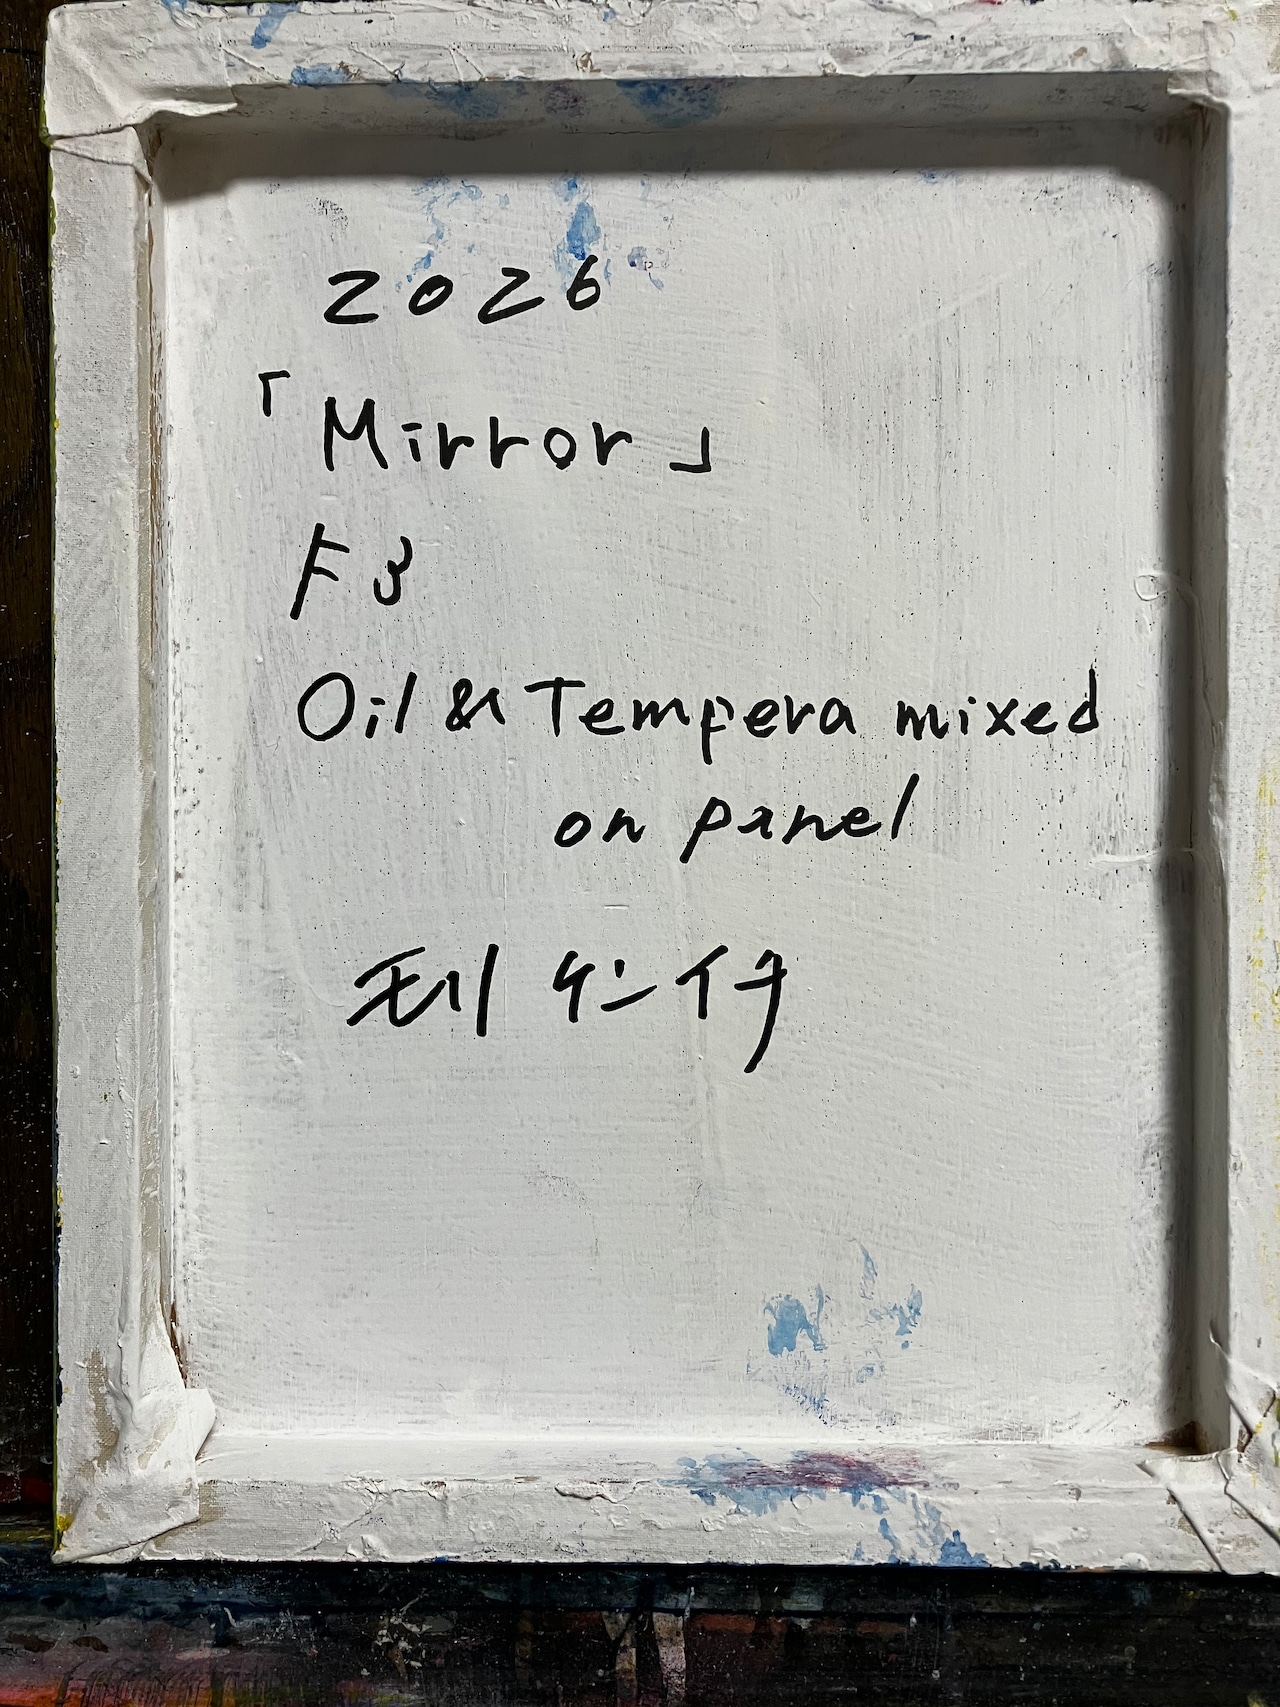 2026
「Mirror」
F3
Oil & Tempera mixed
on panel
モリ ケンイチ